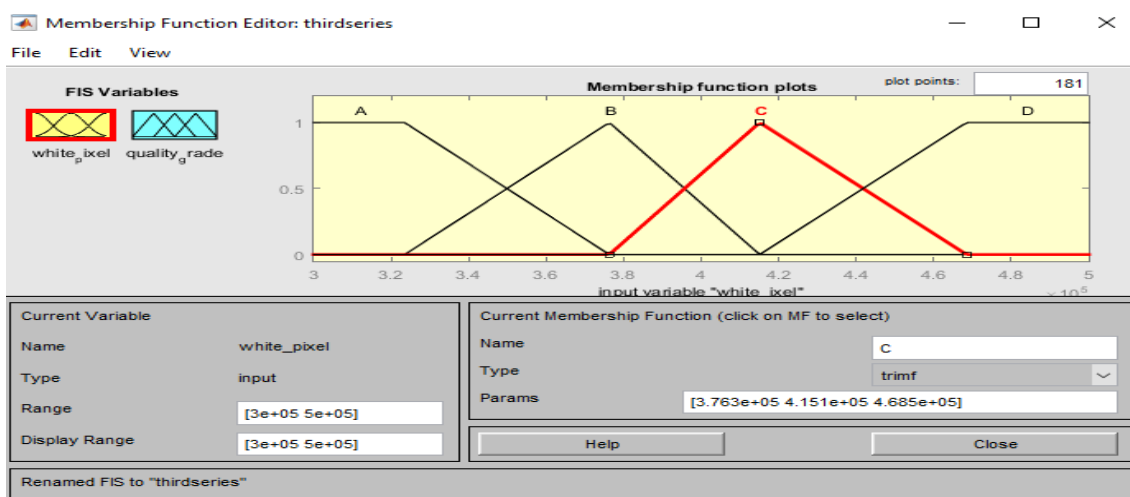 Membership Function Editor: thirdseries
File Edit View
FIS Variables
white_pixel quality_grade
Membership function plots
plot points: 181
A B C D
1
0.5
0
3 3.2 3.4 3.6 3.8 4 4.2 4.4 4.6 4.8 5
input variable "white_ixel"
× 10^5
Current Variable
Name white_pixel
Type input
Range [3e+05 5e+05]
Display Range [3e+05 5e+05]
Current Membership Function (click on MF to select)
Name C
Type trimf
Params [3.763e+05 4.151e+05 4.685e+05]
Help Close
Renamed FIS to "thirdseries"